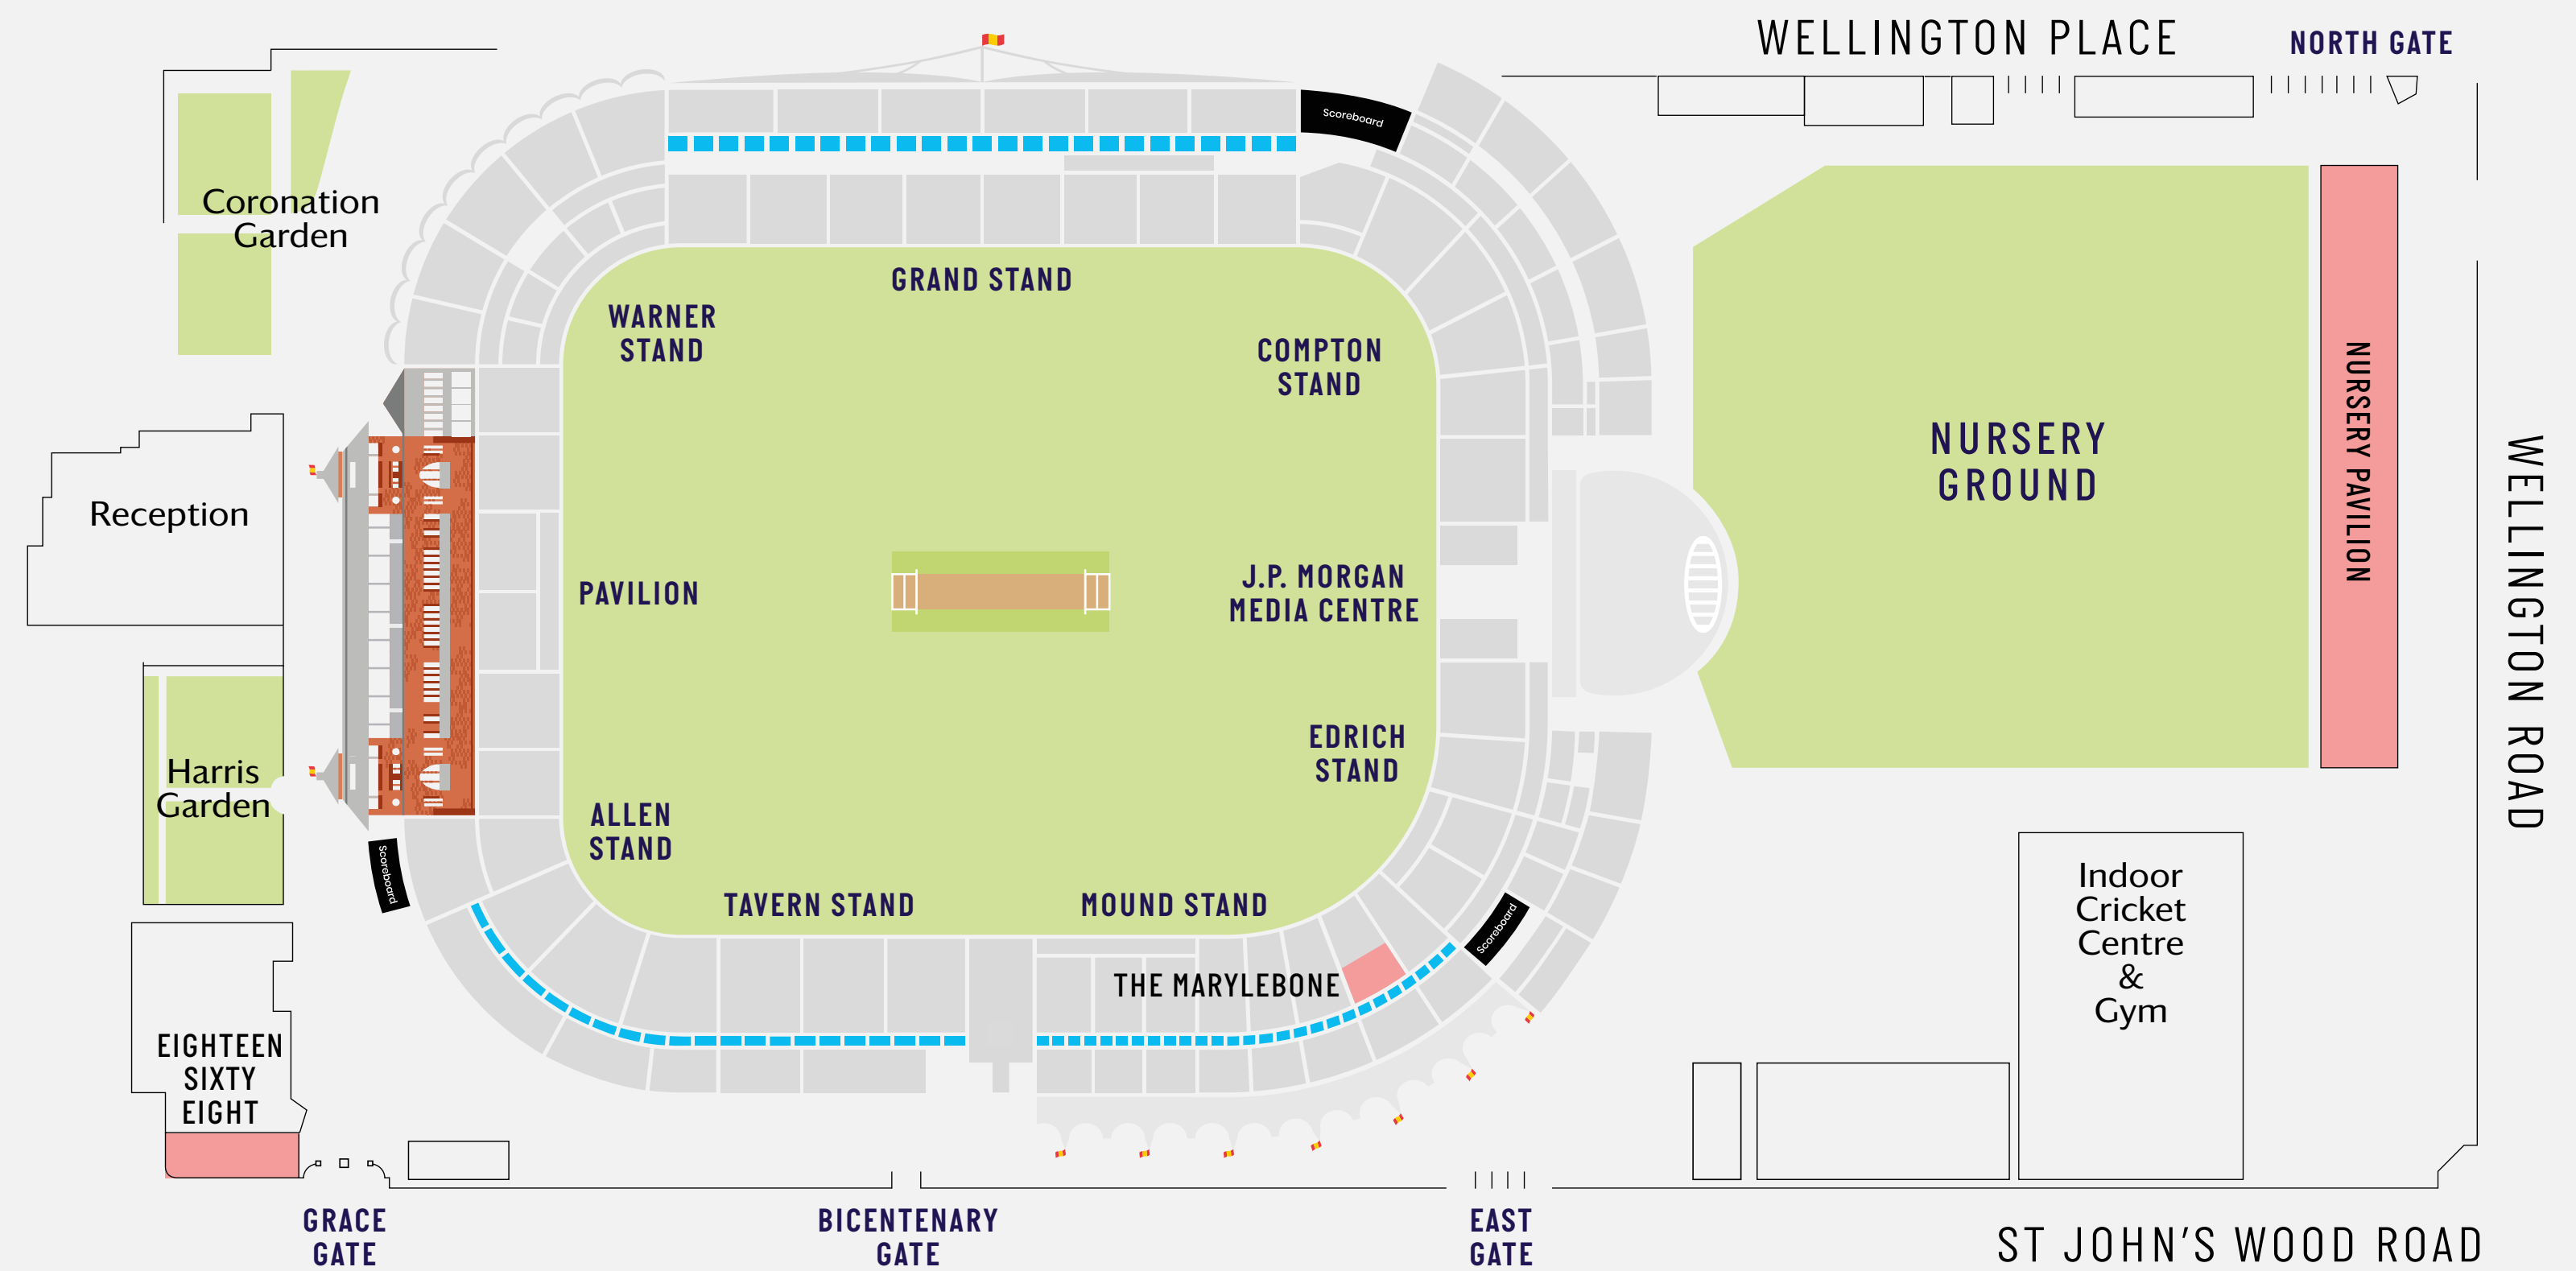 WELLINGTON PLACE
NORTH GATE
Scoreboard
Coronation
Garden
GRAND STAND
WARNER
STAND
COMPTON
STAND
NURSERY
GROUND
NURSERY PAVILION
WELLINGTON ROAD
Reception
PAVILION
J.P. MORGAN
MEDIA CENTRE
EDRICH
STAND
Harris
Garden
ALLEN
STAND
Scoreboard
TAVERN STAND
MOUND STAND
Scoreboard
THE MARYLEBONE
Indoor
Cricket
Centre
&
Gym
EIGHTEEN
SIXTY
EIGHT
GRACE
GATE
BICENTENARY
GATE
EAST
GATE
ST JOHN’S WOOD ROAD